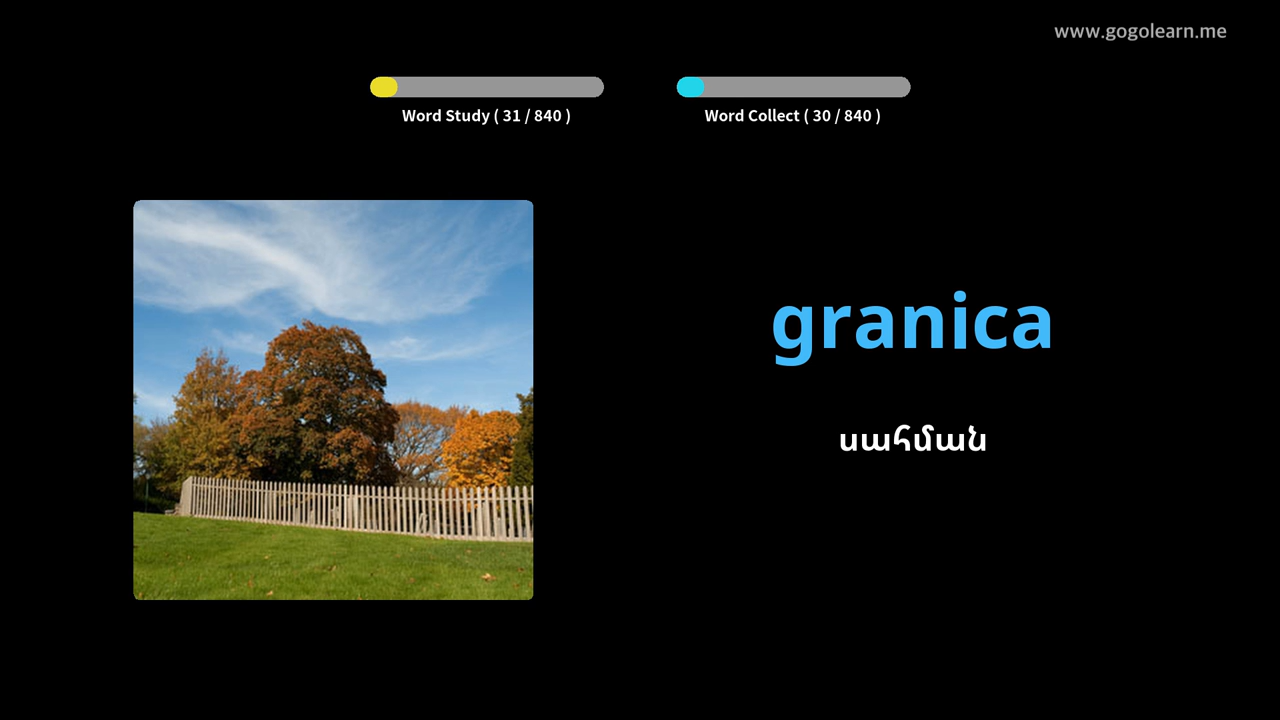 www.gogolearn.me
Word Study ( 31 / 840 )
Word Collect ( 30 / 840 )
granica
սահման